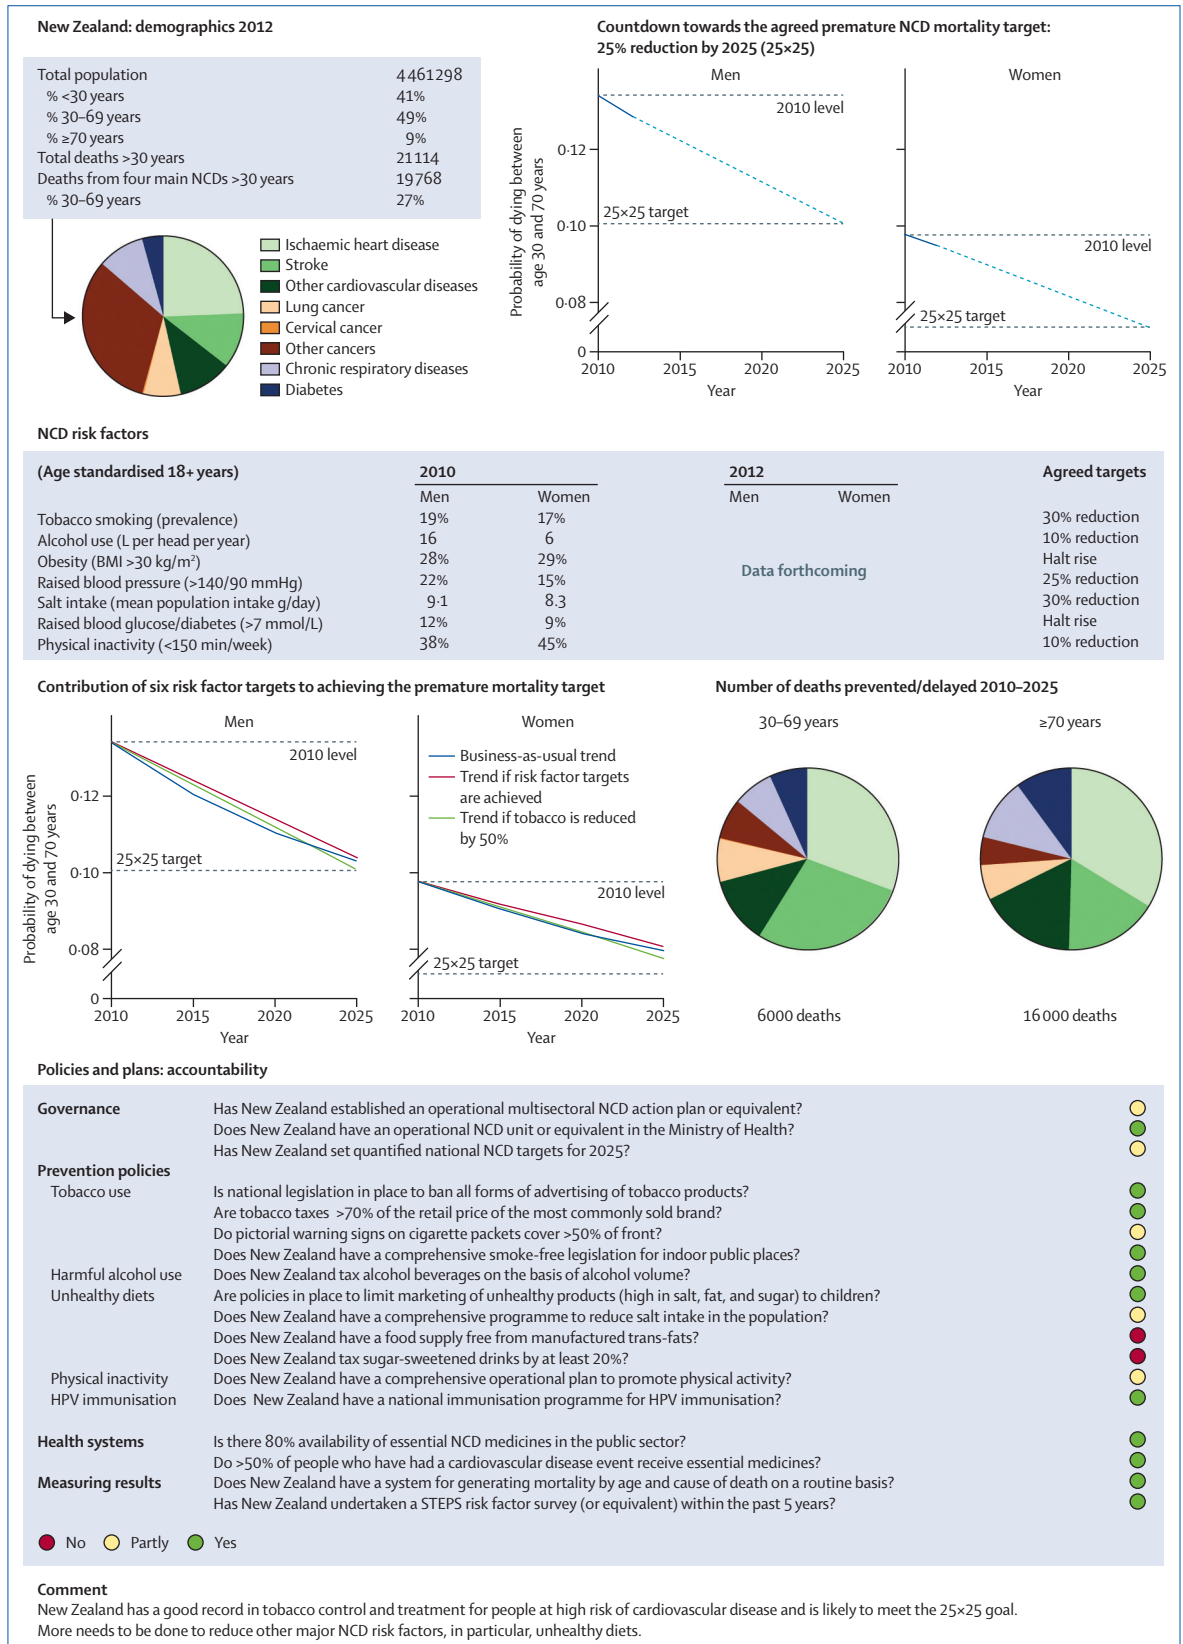 New Zealand: demographics 2012
Total population 4461298
% <30 years 41%
% 30–69 years 49%
% ≥70 years 9%
Total deaths >30 years 21114
Deaths from four main NCDs >30 years 19768
% 30–69 years 27%
Ischaemic heart disease
Stroke
Other cardiovascular diseases
Lung cancer
Cervical cancer
Other cancers
Chronic respiratory diseases
Diabetes
Countdown towards the agreed premature NCD mortality target:
25% reduction by 2025 (25×25)
Probability of dying between
age 30 and 70 years
Men
2010 level
0·12
25×25 target
0·10
0·08
0
2010 2015 2020 2025
Year
Women
2010 level
25×25 target
2010 2015 2020 2025
Year
NCD risk factors
(Age standardised 18+ years) 2010 2012 Agreed targets
Men Women Men Women
Tobacco smoking (prevalence) 19% 17% 30% reduction
Alcohol use (L per head per year) 16 6 10% reduction
Obesity (BMI >30 kg/m²) 28% 29% Halt rise
Raised blood pressure (>140/90 mmHg) 22% 15% 25% reduction
Salt intake (mean population intake g/day) 9·1 8.3 30% reduction
Raised blood glucose/diabetes (>7 mmol/L) 12% 9% Halt rise
Physical inactivity (<150 min/week) 38% 45% 10% reduction
Data forthcoming
Contribution of six risk factor targets to achieving the premature mortality target
Probability of dying between
age 30 and 70 years
Men
2010 level
0·12
25×25 target
0·10
0·08
0
2010 2015 2020 2025
Year
Women
Business-as-usual trend
Trend if risk factor targets
are achieved
Trend if tobacco is reduced
by 50%
2010 level
25×25 target
2010 2015 2020 2025
Year
Number of deaths prevented/delayed 2010–2025
30–69 years ≥70 years
6000 deaths 16000 deaths
Policies and plans: accountability
Governance Has New Zealand established an operational multisectoral NCD action plan or equivalent?
Does New Zealand have an operational NCD unit or equivalent in the Ministry of Health?
Has New Zealand set quantified national NCD targets for 2025?
Prevention policies
Tobacco use Is national legislation in place to ban all forms of advertising of tobacco products?
Are tobacco taxes >70% of the retail price of the most commonly sold brand?
Do pictorial warning signs on cigarette packets cover >50% of front?
Does New Zealand have a comprehensive smoke-free legislation for indoor public places?
Harmful alcohol use Does New Zealand tax alcohol beverages on the basis of alcohol volume?
Unhealthy diets Are policies in place to limit marketing of unhealthy products (high in salt, fat, and sugar) to children?
Does New Zealand have a comprehensive programme to reduce salt intake in the population?
Does New Zealand have a food supply free from manufactured trans-fats?
Does New Zealand tax sugar-sweetened drinks by at least 20%?
Physical inactivity Does New Zealand have a comprehensive operational plan to promote physical activity?
HPV immunisation Does New Zealand have a national immunisation programme for HPV immunisation?
Health systems Is there 80% availability of essential NCD medicines in the public sector?
Do >50% of people who have had a cardiovascular disease event receive essential medicines?
Measuring results Does New Zealand have a system for generating mortality by age and cause of death on a routine basis?
Has New Zealand undertaken a STEPS risk factor survey (or equivalent) within the past 5 years?
No Partly Yes
Comment
New Zealand has a good record in tobacco control and treatment for people at high risk of cardiovascular disease and is likely to meet the 25×25 goal.
More needs to be done to reduce other major NCD risk factors, in particular, unhealthy diets.